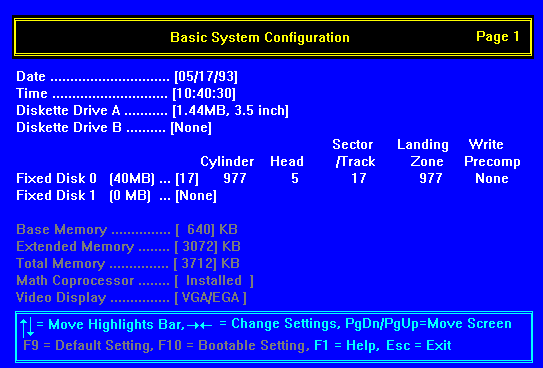 Basic System Configuration Page 1
Date .............................. [05/17/93]
Time ............................. [10:40:30]
Diskette Drive A ........... [1.44MB, 3.5 inch]
Diskette Drive B .......... [None]
Sector Landing Write
Cylinder Head /Track Zone Precomp
Fixed Disk 0 (40MB) ... [17] 977 5 17 977 None
Fixed Disk 1 (0 MB) ... [None]
Base Memory ............... [ 640] KB
Extended Memory ........ [ 3072] KB
Total Memory ............... [ 3712] KB
Math Coprocessor ........ [ Installed ]
Video Display ............... [ VGA/EGA ]
↑↓ = Move Highlights Bar, →← = Change Settings, PgDn/PgUp=Move Screen
F9 = Default Setting, F10 = Bootable Setting, F1 = Help, Esc = Exit